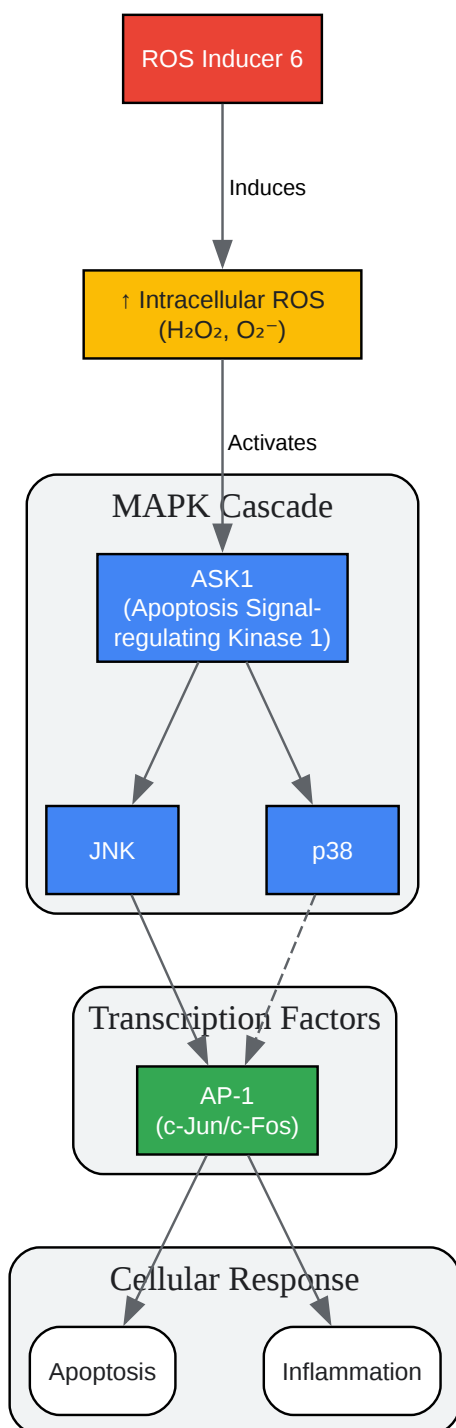 ROS Inducer 6
Induces
↑ Intracellular ROS
(H₂O₂, O₂⁻)
Activates
MAPK Cascade
ASK1
(Apoptosis Signal-
regulating Kinase 1)
JNK
p38
Transcription Factors
AP-1
(c-Jun/c-Fos)
Cellular Response
Apoptosis
Inflammation